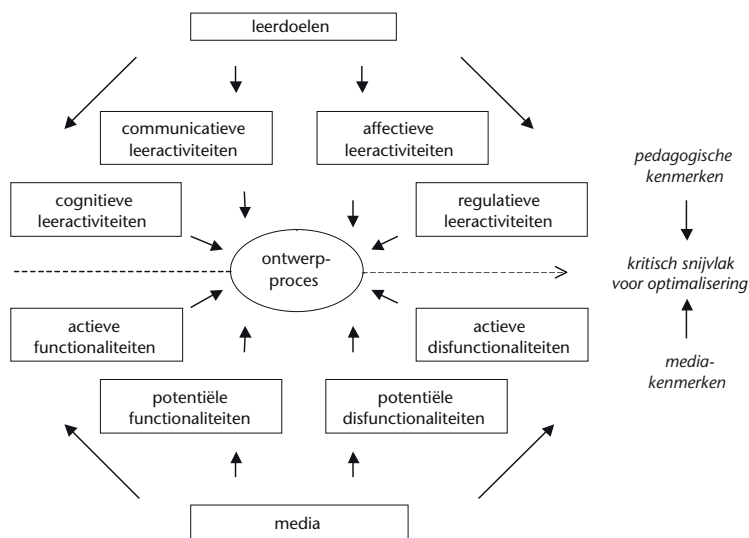 leerdoelen
communicatieve
leeractiviteiten
affectieve
leeractiviteiten
cognitieve
leeractiviteiten
regulatieve
leeractiviteiten
ontwerp-
proces
actieve
functionaliteiten
actieve
disfunctionaliteiten
potentiële
functionaliteiten
potentiële
disfunctionaliteiten
media
pedagogische
kenmerken
kritisch snijvlak
voor optimalisering
media-
kenmerken